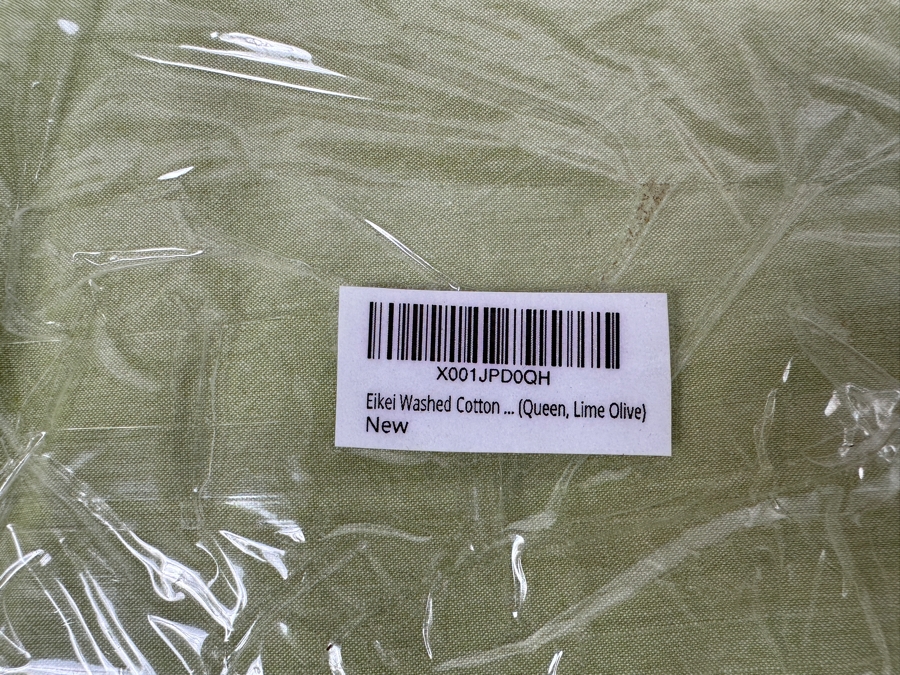 X001JPD0QH
Eikei Washed Cotton ... (Queen, Lime Olive)
New